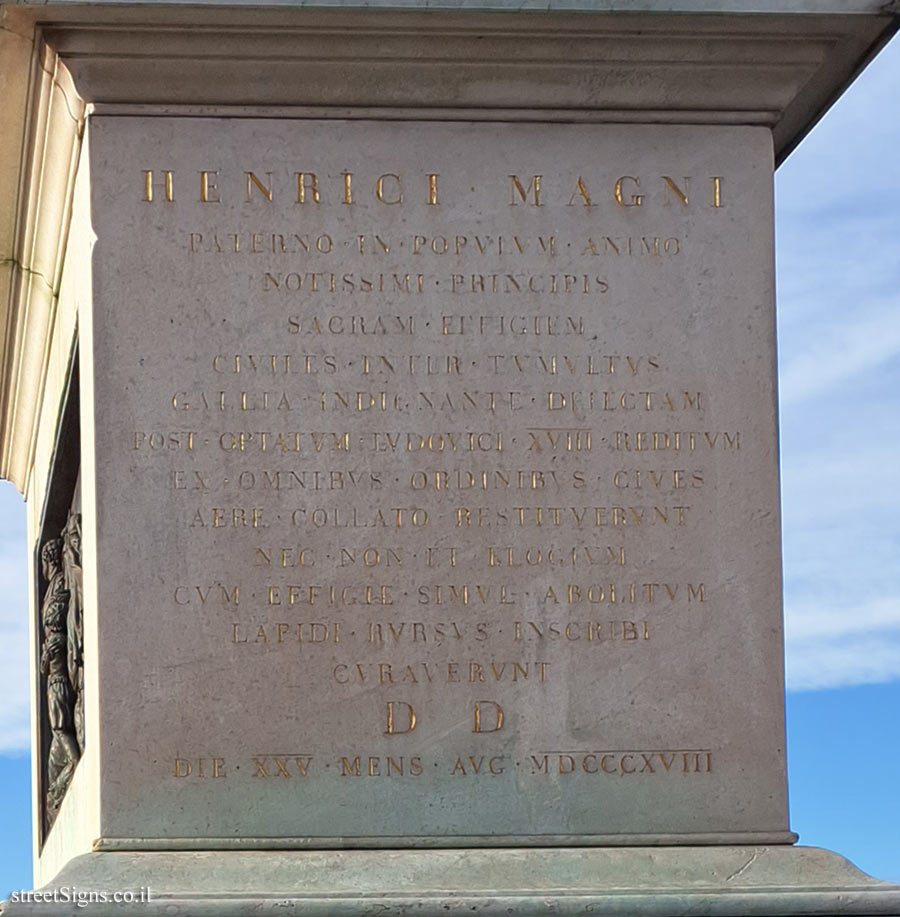 HENRICI MAGNI
PATERNO · IN · POPVLVM · ANIMO
NOTISSIMI · PRINCIPIS
SACRAM · EFFIGIEM
CIVILES · INTER · TVMVLTVS
GALLIA · INDIGNANTE · DEIECTAM
POST · OPTATVM · LVDOVICI · XVIII · REDITVM
EX · OMNIBVS · ORDINIBVS · CIVES
AERE · COLLATO · RESTITVERVNT
NEC · NON · ET · ELOGIVM
CVM · EFFIGIE · SIMVL · ABOLITVM
LAPIDI · RVRSVS · INSCRIBI
CVRAVERVNT
D D
DIE · XXV · MENS · AVG · MDCCCXVIII
streetSigns.co.il